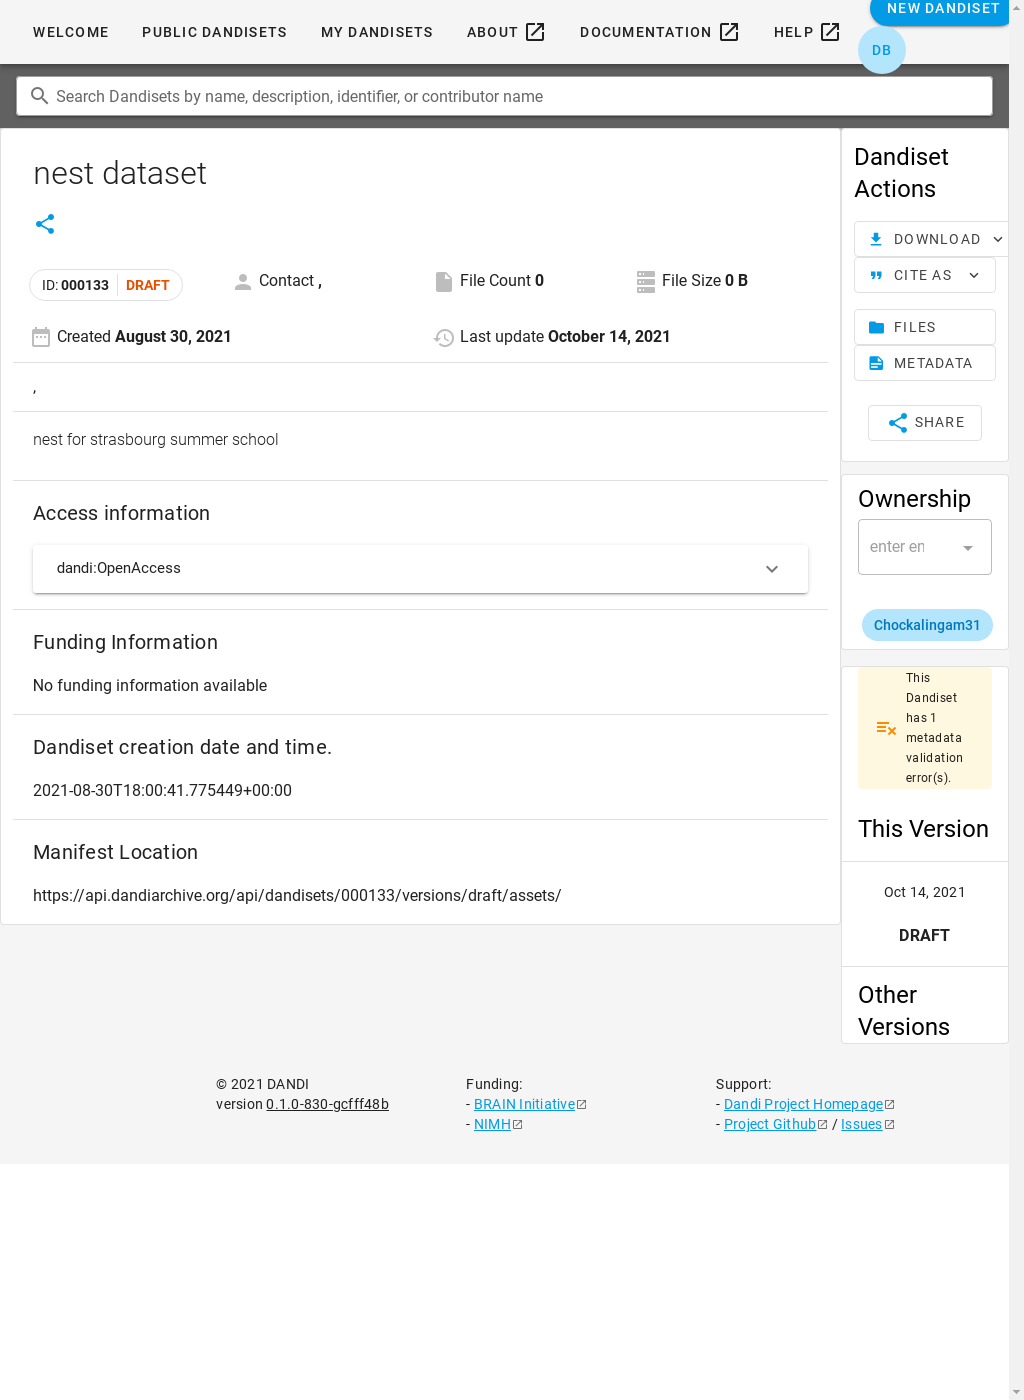 WELCOME PUBLIC DANDISETS MY DANDISETS ABOUT DOCUMENTATION HELP NEW DANDISET
DB
Search Dandisets by name, description, identifier, or contributor name
nest dataset
ID: 000133 DRAFT
Contact ,
File Count 0
File Size 0 B
Created August 30, 2021
Last update October 14, 2021
,
nest for strasbourg summer school
Access information
dandi:OpenAccess
Funding Information
No funding information available
Dandiset creation date and time.
2021-08-30T18:00:41.775449+00:00
Manifest Location
https://api.dandiarchive.org/api/dandisets/000133/versions/draft/assets/
Dandiset
Actions
DOWNLOAD
CITE AS
FILES
METADATA
SHARE
Ownership
enter en
Chockalingam31
This
Dandiset
has 1
metadata
validation
error(s).
This Version
Oct 14, 2021
DRAFT
Other
Versions
© 2021 DANDI
version 0.1.0-830-gcfff48b
Funding:
- BRAIN Initiative
- NIMH
Support:
- Dandi Project Homepage
- Project Github / Issues